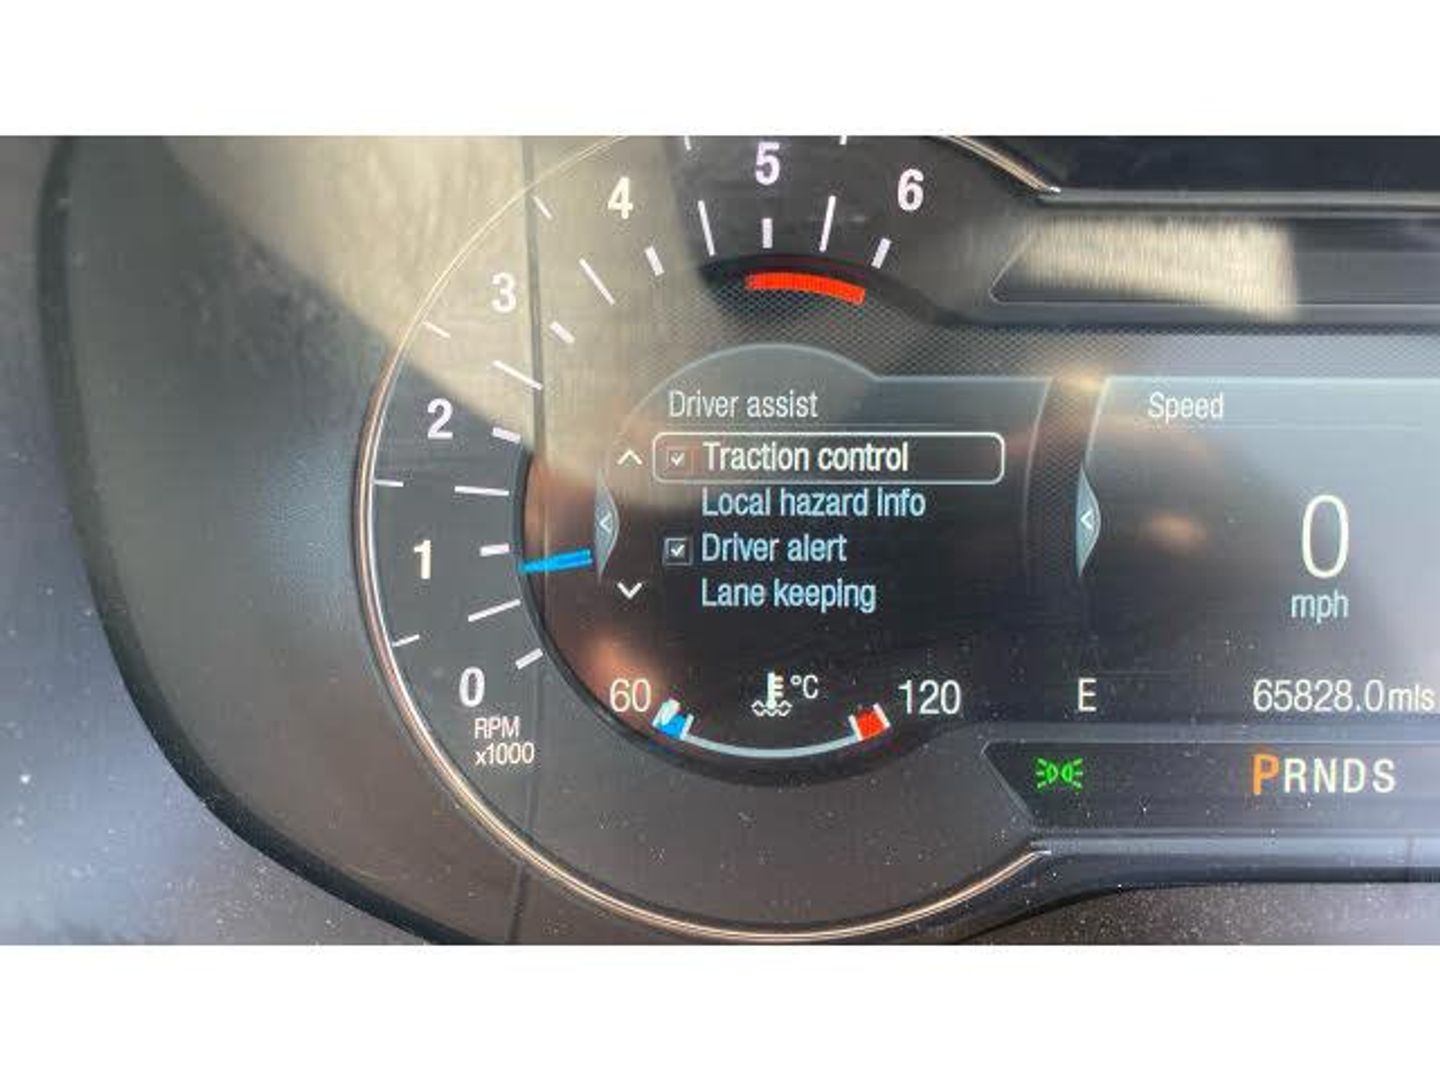 5
4
6
3
2
1
0
RPM
x1000
Driver assist
Traction control
Local hazard info
Driver alert
Lane keeping
60
°C
120
Speed
0
mph
E
65828.0mls
PRNDS